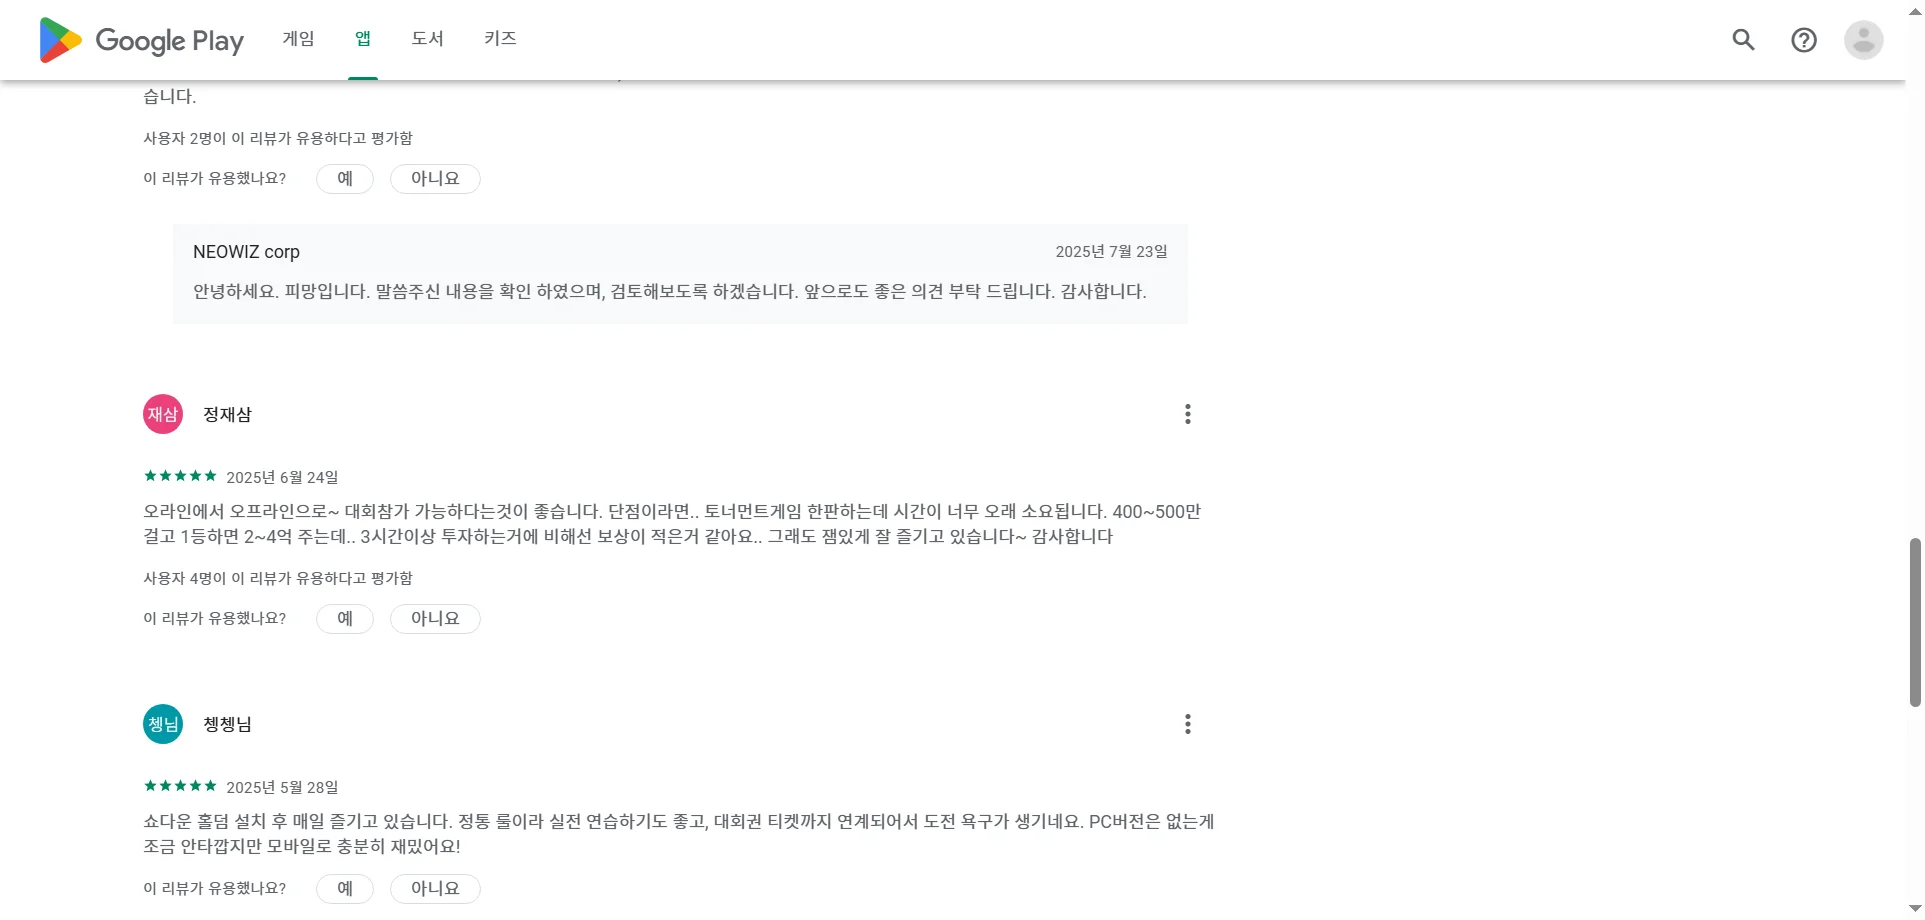 Google Play 게임 앱 도서 키즈
습니다.
사용자 2명이 이 리뷰가 유용하다고 평가함
이 리뷰가 유용했나요? 예 아니요
NEOWIZ corp 2025년 7월 23일
안녕하세요. 피망입니다. 말씀주신 내용을 확인 하였으며, 검토해보도록 하겠습니다. 앞으로도 좋은 의견 부탁 드립니다. 감사합니다.
재삼 정재삼
2025년 6월 24일
오라인에서 오프라인으로~ 대회참가 가능하다는것이 좋습니다. 단점이라면.. 토너먼트게임 한판하는데 시간이 너무 오래 소요됩니다. 400~500만
걸고 1등하면 2~4억 주는데.. 3시간이상 투자하는거에 비해선 보상이 적은거 같아요.. 그래도 잼있게 잘 즐기고 있습니다~ 감사합니다
사용자 4명이 이 리뷰가 유용하다고 평가함
이 리뷰가 유용했나요? 예 아니요
쳉님 쳉쳉님
2025년 5월 28일
쇼다운 홀덤 설치 후 매일 즐기고 있습니다. 정통 룰이라 실전 연습하기도 좋고, 대회권 티켓까지 연계되어서 도전 욕구가 생기네요. PC버전은 없는게
조금 안타깝지만 모바일로 충분히 재밌어요!
이 리뷰가 유용했나요? 예 아니요